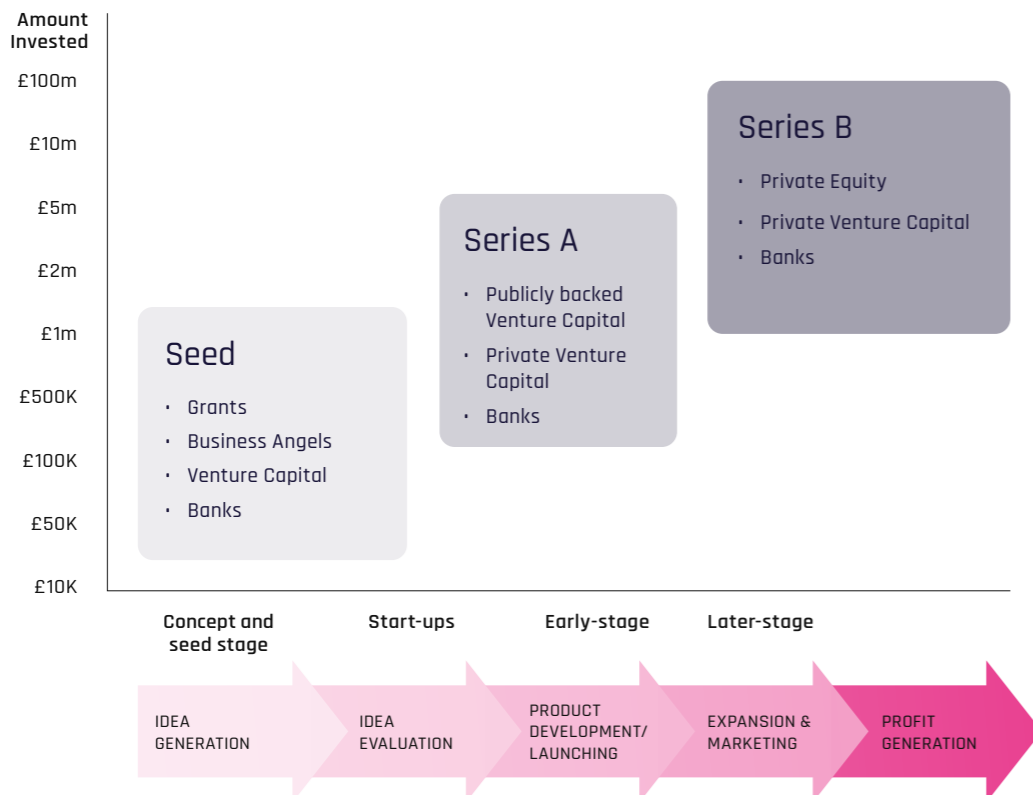 Amount
Invested
£100m
£10m
£5m
£2m
£1m
£500K
£100K
£50K
£10K
Seed
· Grants
· Business Angels
· Venture Capital
· Banks
Series A
· Publicly backed
Venture Capital
· Private Venture
Capital
· Banks
Series B
· Private Equity
· Private Venture Capital
· Banks
Concept and
seed stage
Start-ups
Early-stage
Later-stage
IDEA
GENERATION
IDEA
EVALUATION
PRODUCT
DEVELOPMENT/
LAUNCHING
EXPANSION &
MARKETING
PROFIT
GENERATION